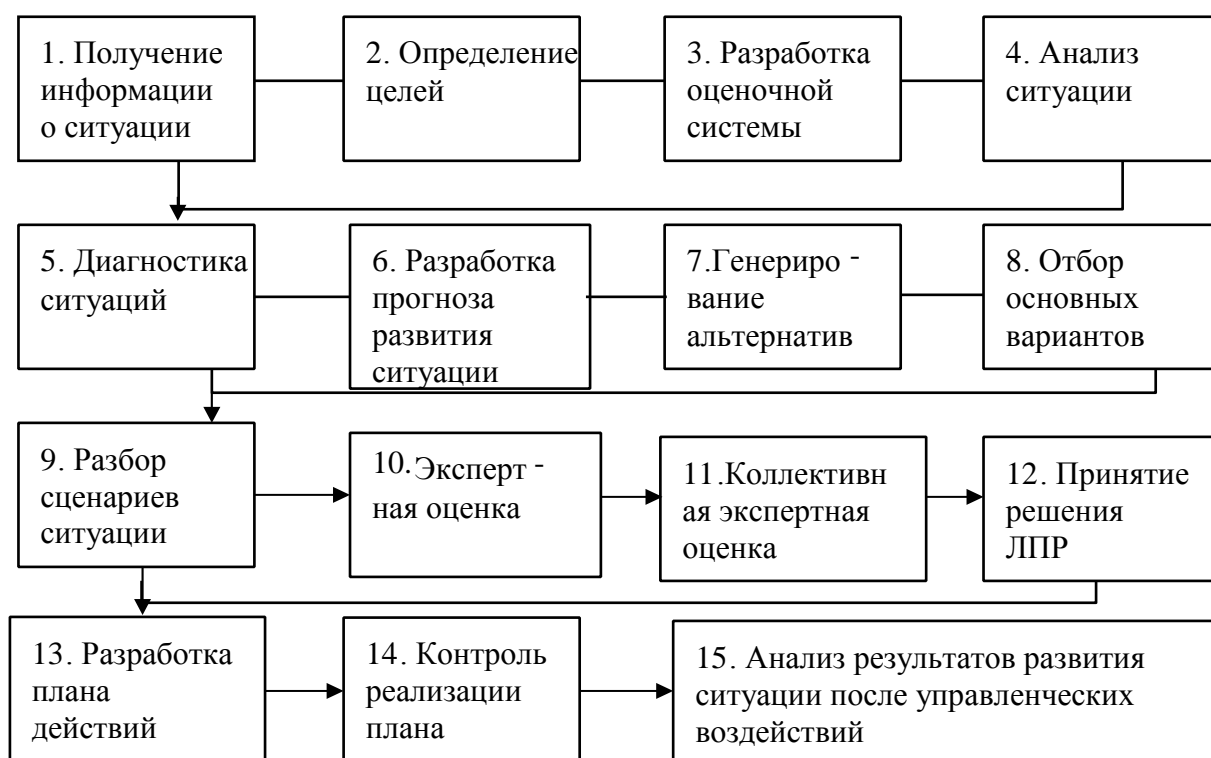 1. Получение
информации
о ситуации
2. Определение
целей
3. Разработка
оценочной
системы
4. Анализ
ситуации
5. Диагностика
ситуаций
6. Разработка
прогноза
развития
ситуации
7.Генериро -
вание
альтернатив
8. Отбор
основных
вариантов
9. Разбор
сценариев
ситуации
10.Эксперт -
ная оценка
11.Коллективн
ая экспертная
оценка
12. Принятие
решения
ЛПР
13. Разработка
плана
действий
14. Контроль
реализации
плана
15. Анализ результатов развития
ситуации после управленческих
воздействий